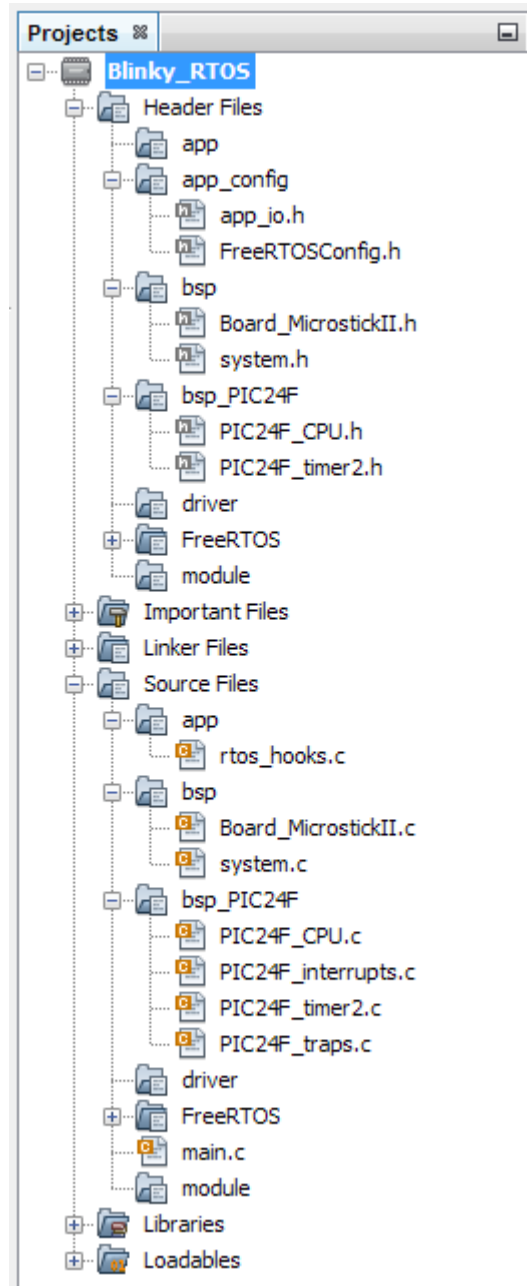 Projects
Blinky_RTOS
Header Files
app
app_config
app_io.h
FreeRTOSConfig.h
bsp
Board_MicrostickII.h
system.h
bsp_PIC24F
PIC24F_CPU.h
PIC24F_timer2.h
driver
FreeRTOS
module
Important Files
Linker Files
Source Files
app
rtos_hooks.c
bsp
Board_MicrostickII.c
system.c
bsp_PIC24F
PIC24F_CPU.c
PIC24F_interrupts.c
PIC24F_timer2.c
PIC24F_traps.c
driver
FreeRTOS
main.c
module
Libraries
Loadables